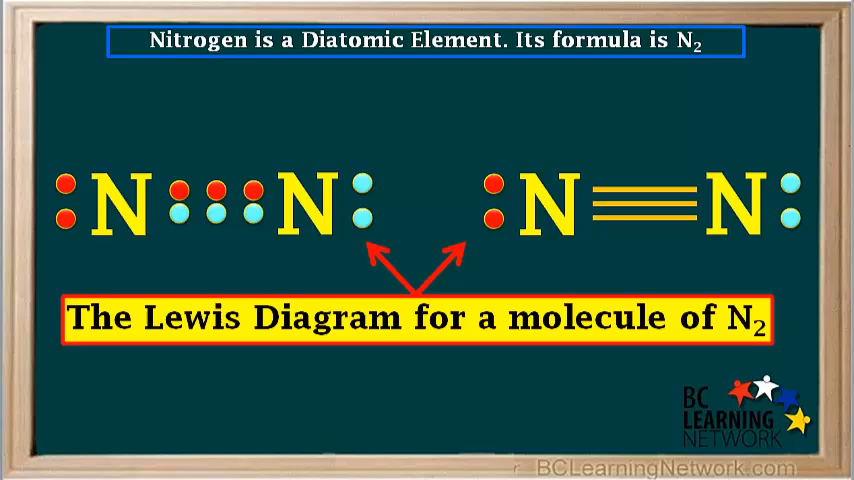 Nitrogen is a Diatomic Element. Its formula is N₂
N N N N
The Lewis Diagram for a molecule of N₂
BC
LEARNING
NETWORK
r BCLearningNetwork.com